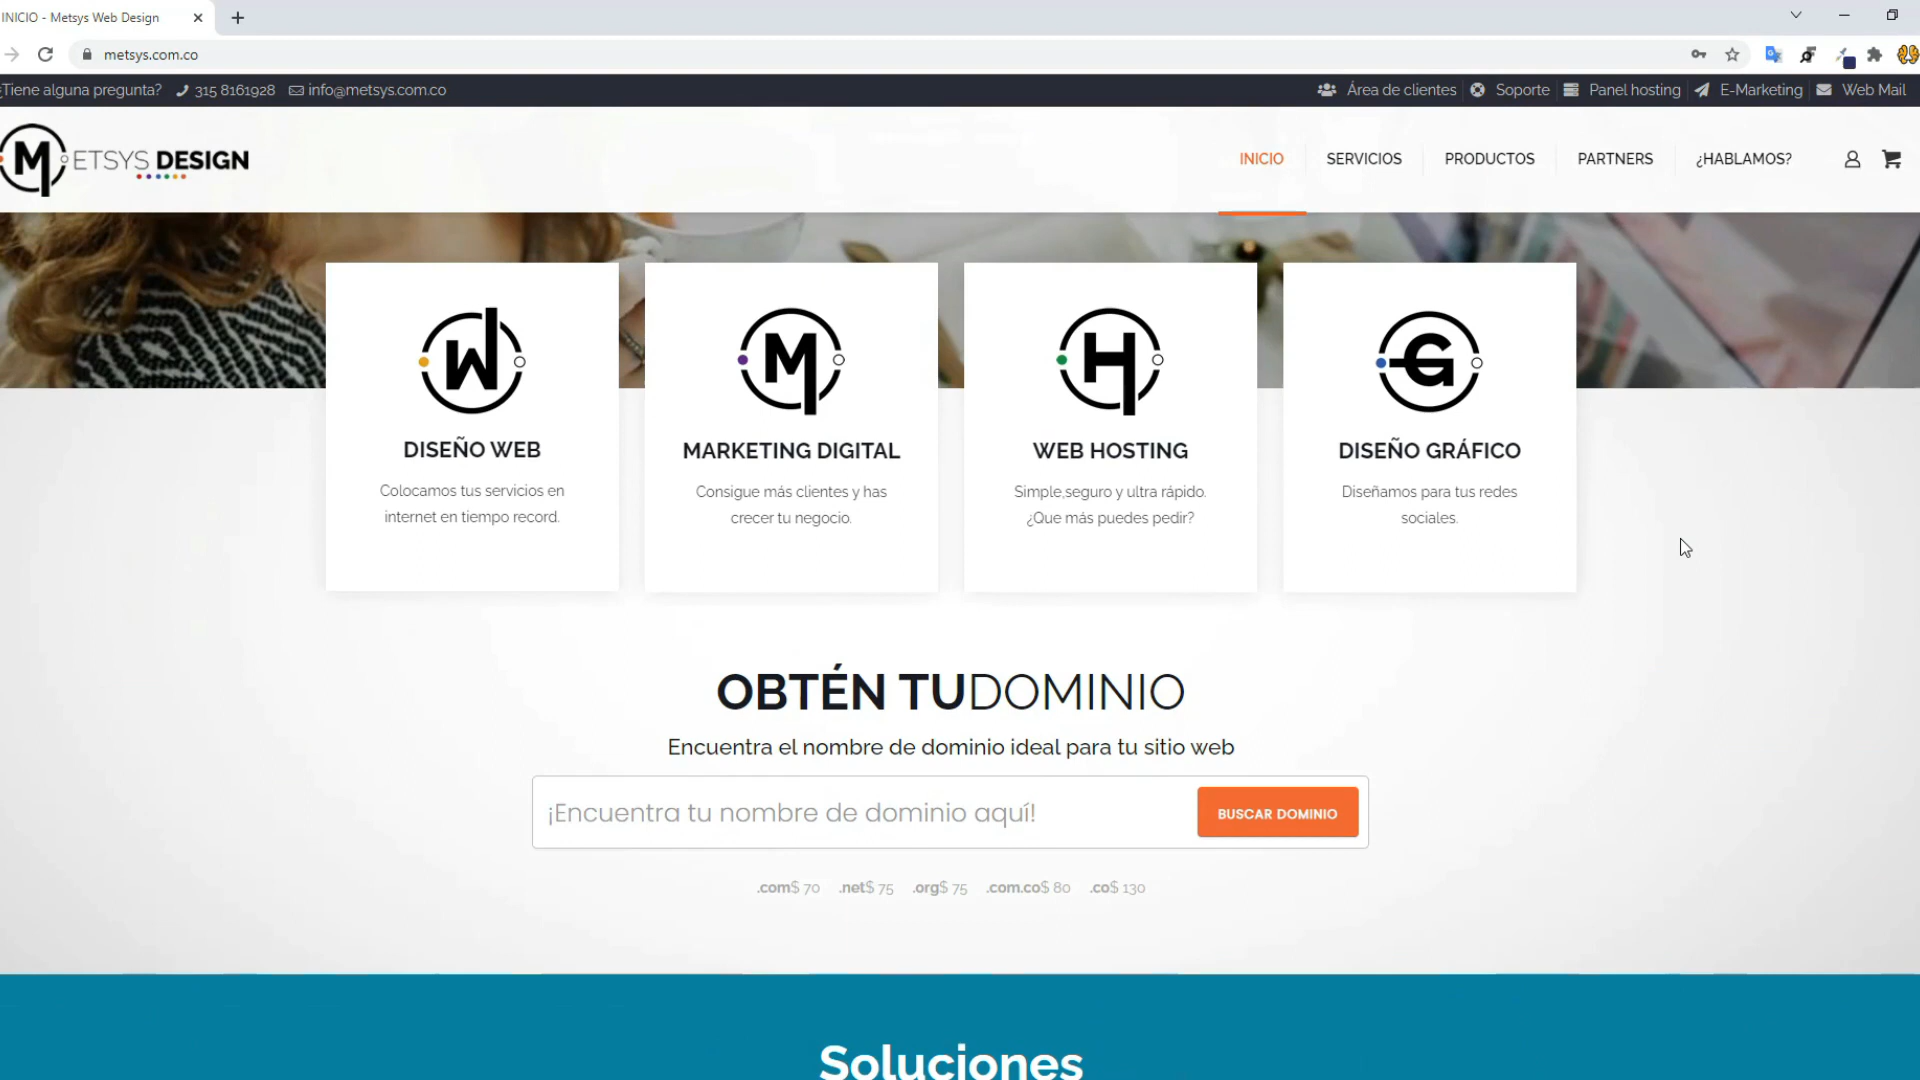 INICIO - Metsys Web Design
metsys.com.co
¿Tiene alguna pregunta? 315 8161928 info@metsys.com.co Área de clientes Soporte Panel hosting E-Marketing Web Mail
METSYS DESIGN INICIO SERVICIOS PRODUCTOS PARTNERS ¿HABLAMOS?
W M H G
DISEÑO WEB MARKETING DIGITAL WEB HOSTING DISEÑO GRÁFICO
Colocamos tus servicios en Consigue más clientes y has Simple,seguro y ultra rápido. Diseñamos para tus redes
internet en tiempo record. crecer tu negocio. ¿Que más puedes pedir? sociales.
OBTÉN TUDOMINIO
Encuentra el nombre de dominio ideal para tu sitio web
¡Encuentra tu nombre de dominio aquí! BUSCAR DOMINIO
.com$ 70 .net$ 75 .org$ 75 .com.co$ 80 .co$ 130
Soluciones